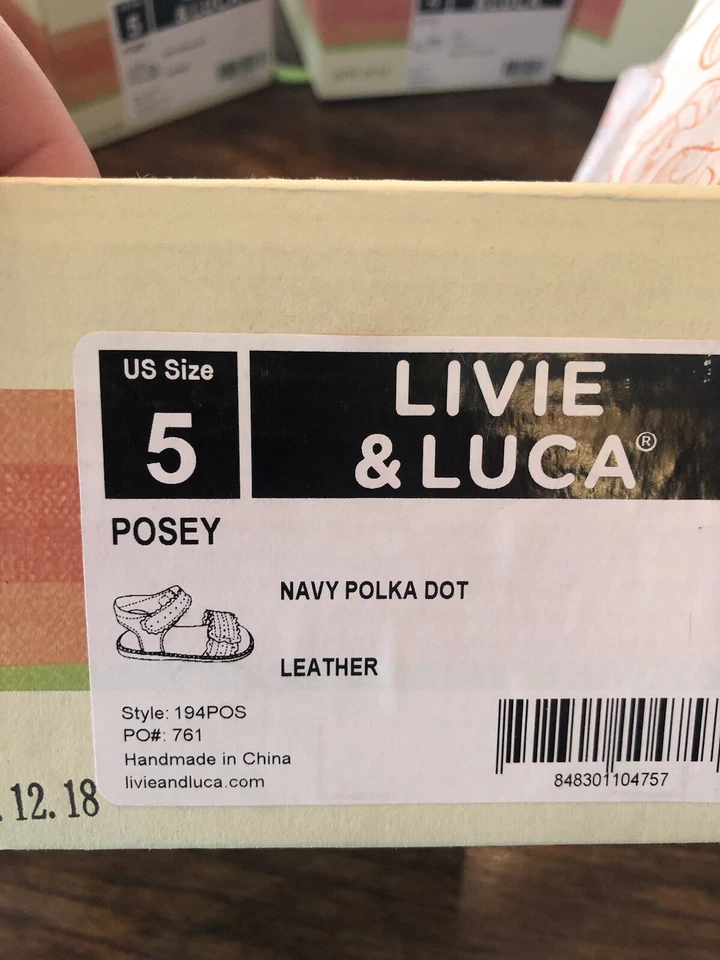 US Size
5
LIVIE
& LUCA®
POSEY
NAVY POLKA DOT
LEATHER
Style: 194POS
PO#: 761
Handmade in China
livieandluca.com
848301104757
. 12. 18
5